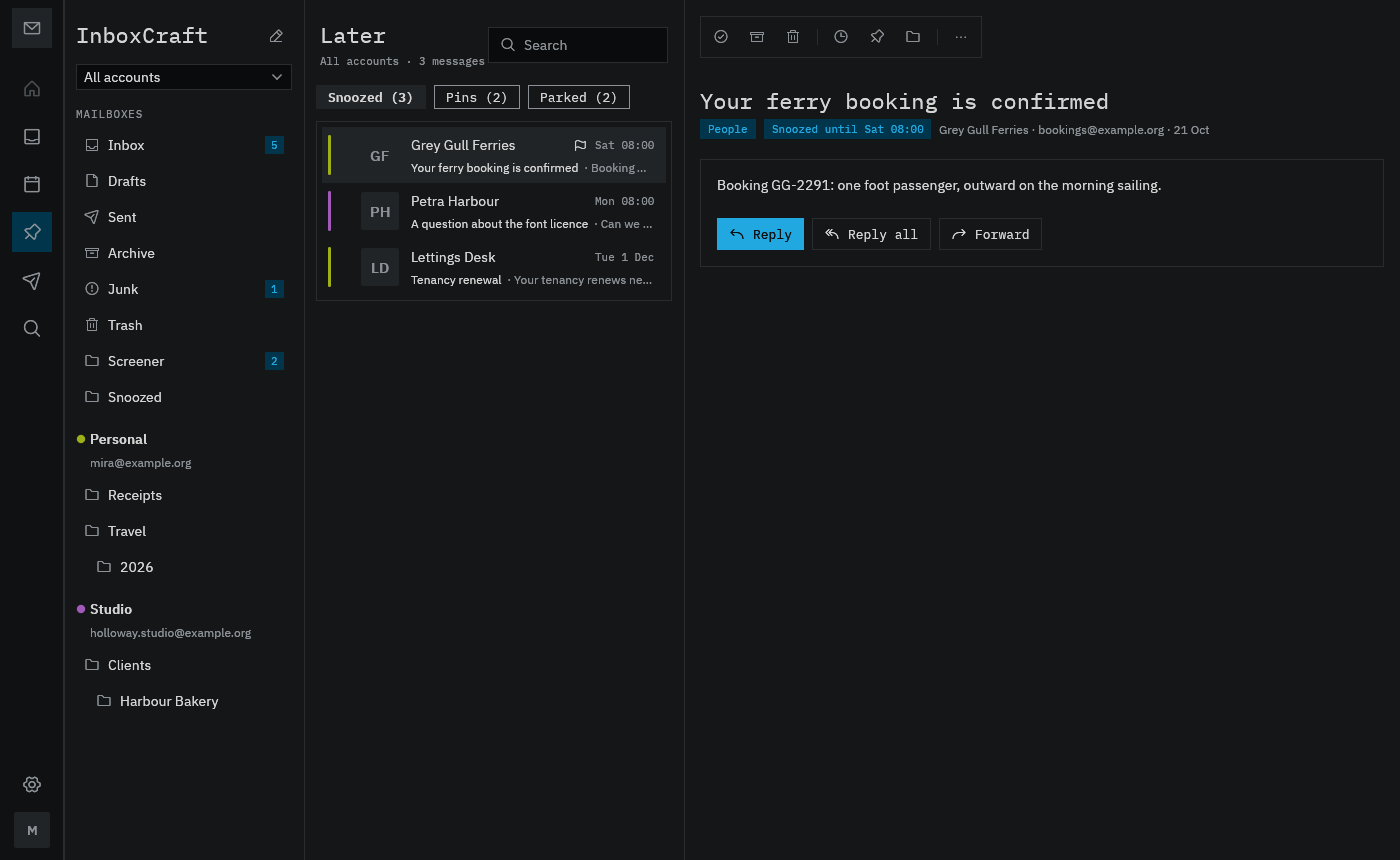 InboxCraft
All accounts
MAILBOXES
Inbox 5
Drafts
Sent
Archive
Junk 1
Trash
Screener 2
Snoozed
Personal
mira@example.org
Receipts
Travel
2026
Studio
holloway.studio@example.org
Clients
Harbour Bakery
M
Later
All accounts · 3 messages
Search
Snoozed (3) Pins (2) Parked (2)
GF Grey Gull Ferries Sat 08:00
Your ferry booking is confirmed · Booking ...
PH Petra Harbour Mon 08:00
A question about the font licence · Can we ...
LD Lettings Desk Tue 1 Dec
Tenancy renewal · Your tenancy renews ne...
Your ferry booking is confirmed
People Snoozed until Sat 08:00 Grey Gull Ferries · bookings@example.org · 21 Oct
Booking GG-2291: one foot passenger, outward on the morning sailing.
Reply Reply all Forward